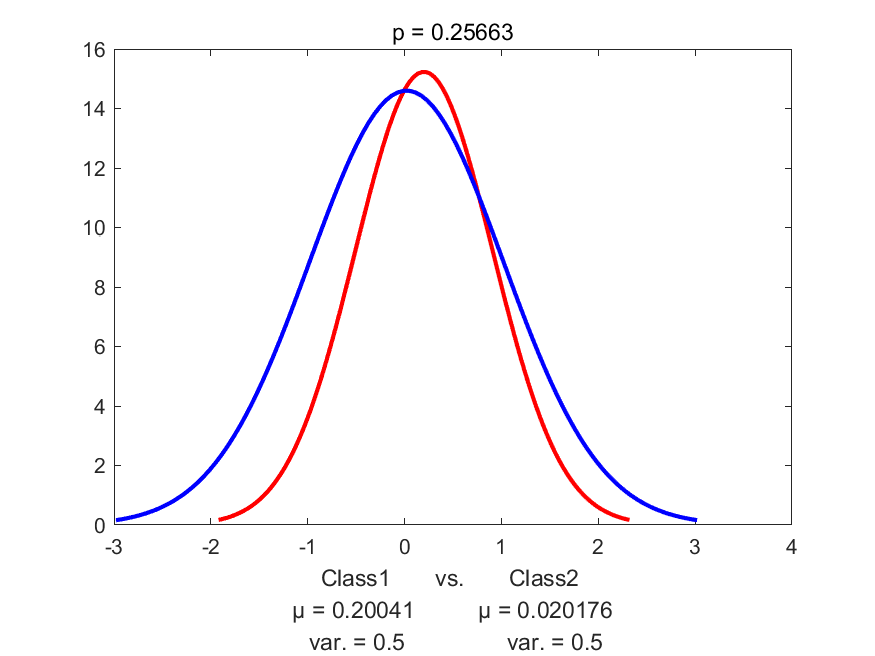 p = 0.25663
16
14
12
10
8
6
4
2
0
-3 -2 -1 0 1 2 3 4
Class1 vs. Class2
μ = 0.20041 μ = 0.020176
var. = 0.5 var. = 0.5